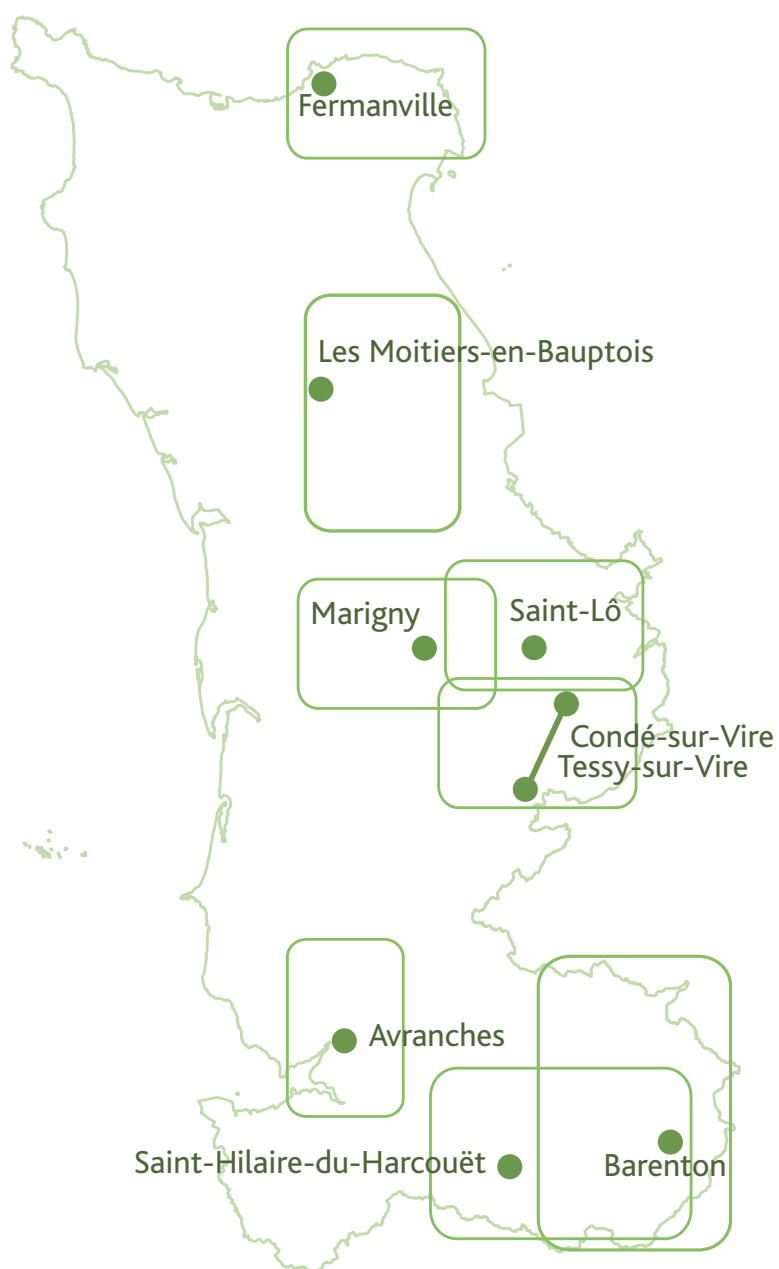 Fermanville
Les Moitiers-en-Bauptois
Marigny
Saint-Lô
Condé-sur-Vire
Tessy-sur-Vire
Avranches
Saint-Hilaire-du-Harcouët
Barenton